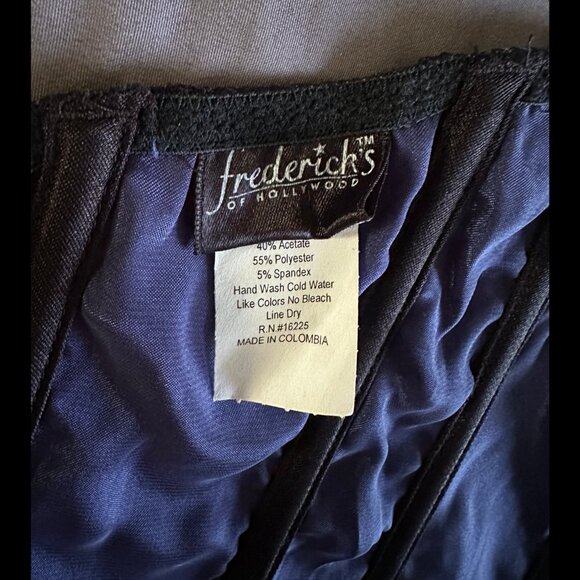 frederick's™
OF HOLLYWOOD
40% Acetate
55% Polyester
5% Spandex
Hand Wash Cold Water
Like Colors No Bleach
Line Dry
R.N.#16225
MADE IN COLOMBIA